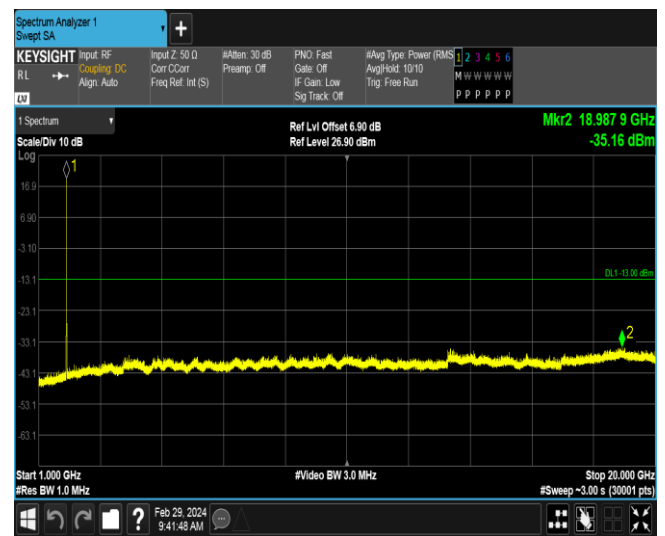 Spectrum Analyzer 1
Swept SA
+
KEYSIGHT Input: RF Input Z: 50 Ω #Atten: 30 dB PNO: Fast #Avg Type: Power (RMS 1 2 3 4 5 6
RL Coupling: DC Corr CCorr Preamp: Off Gate: Off Avg|Hold: 10/10 M W W W W W
Align: Auto Freq Ref: Int (S) IF Gain: Low Trig: Free Run
Sig Track: Off P P P P P P
LXI
1 Spectrum Ref Lvl Offset 6.90 dB Mkr2 18.987 9 GHz
Scale/Div 10 dB Ref Level 26.90 dBm -35.16 dBm
Log
1
16.9
6.90
-3.10
DL1 -13.00 dBm
-13.1
-23.1
2
-33.1
-43.1
-53.1
-63.1
Start 1.000 GHz #Video BW 3.0 MHz Stop 20.000 GHz
#Res BW 1.0 MHz #Sweep ~3.00 s (30001 pts)
? Feb 29, 2024
9:41:48 AM